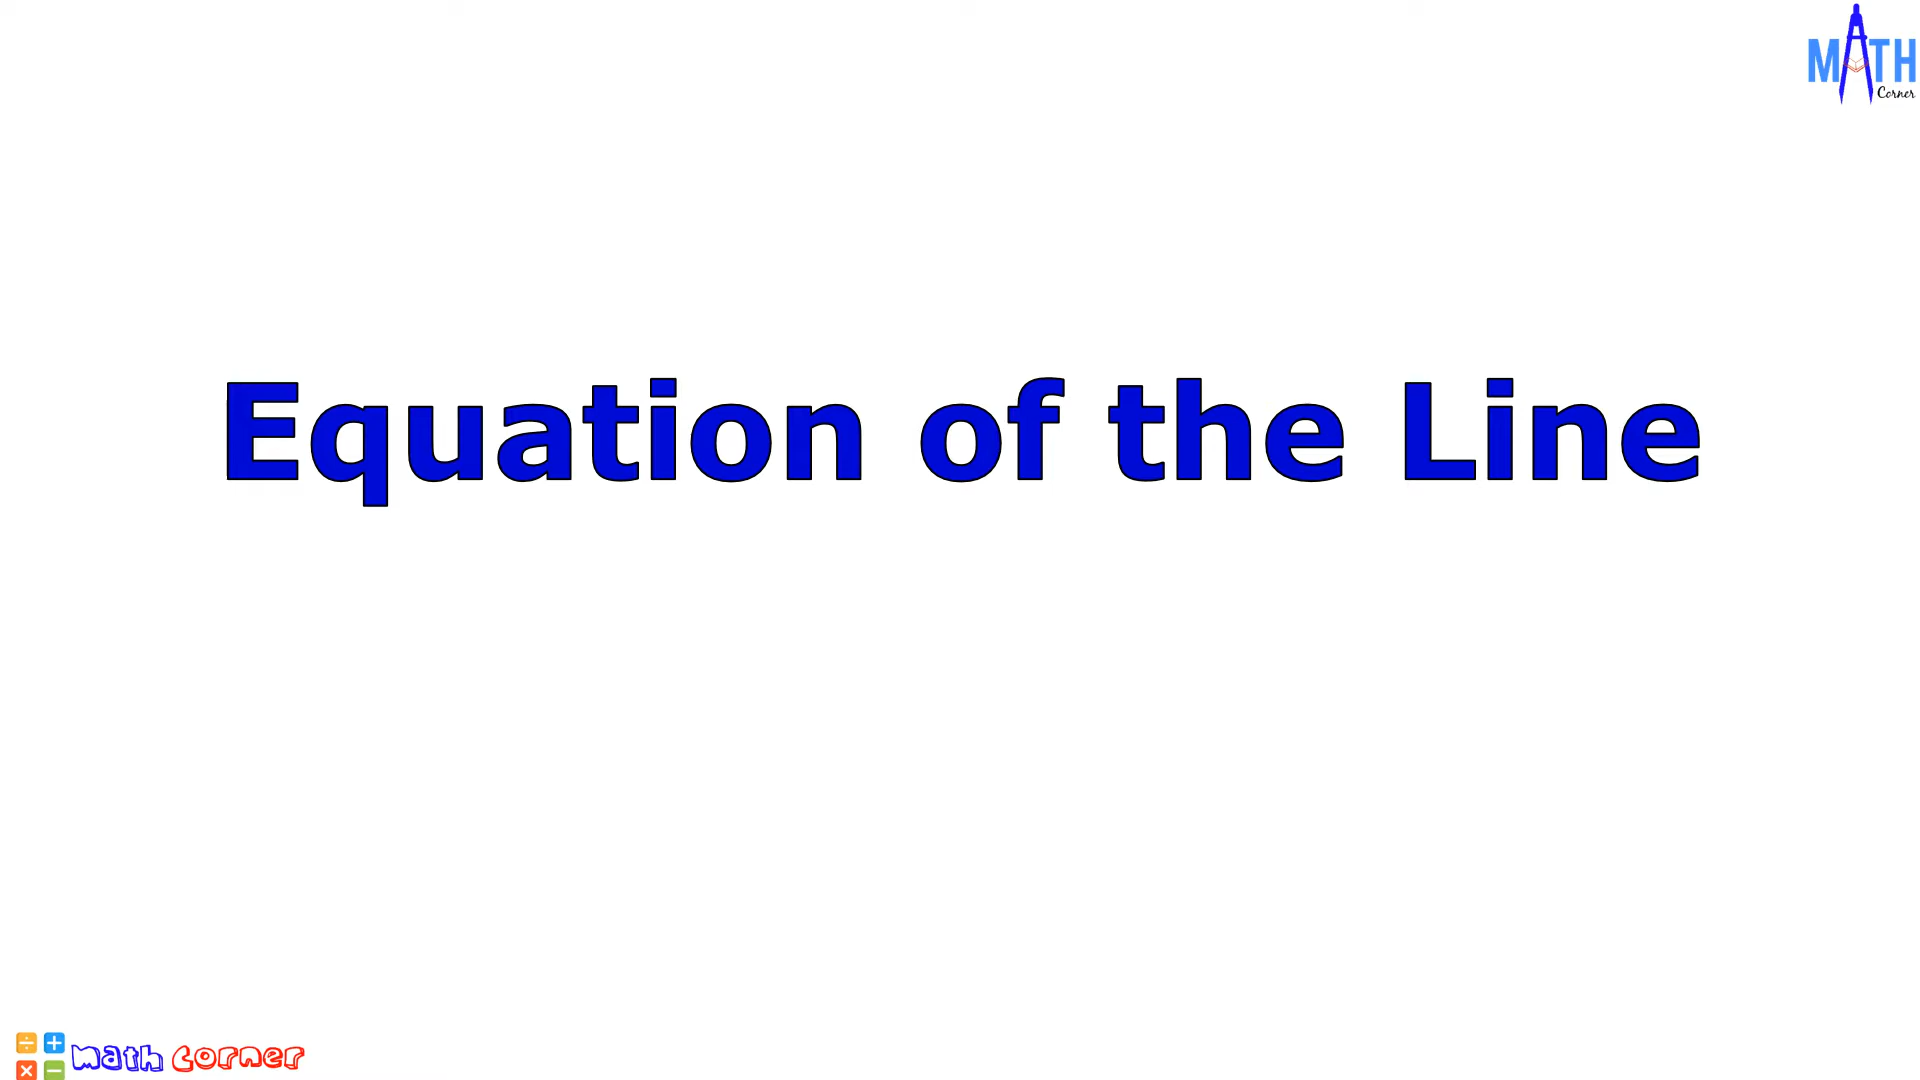 MATH
Corner
Equation of the Line
math corner